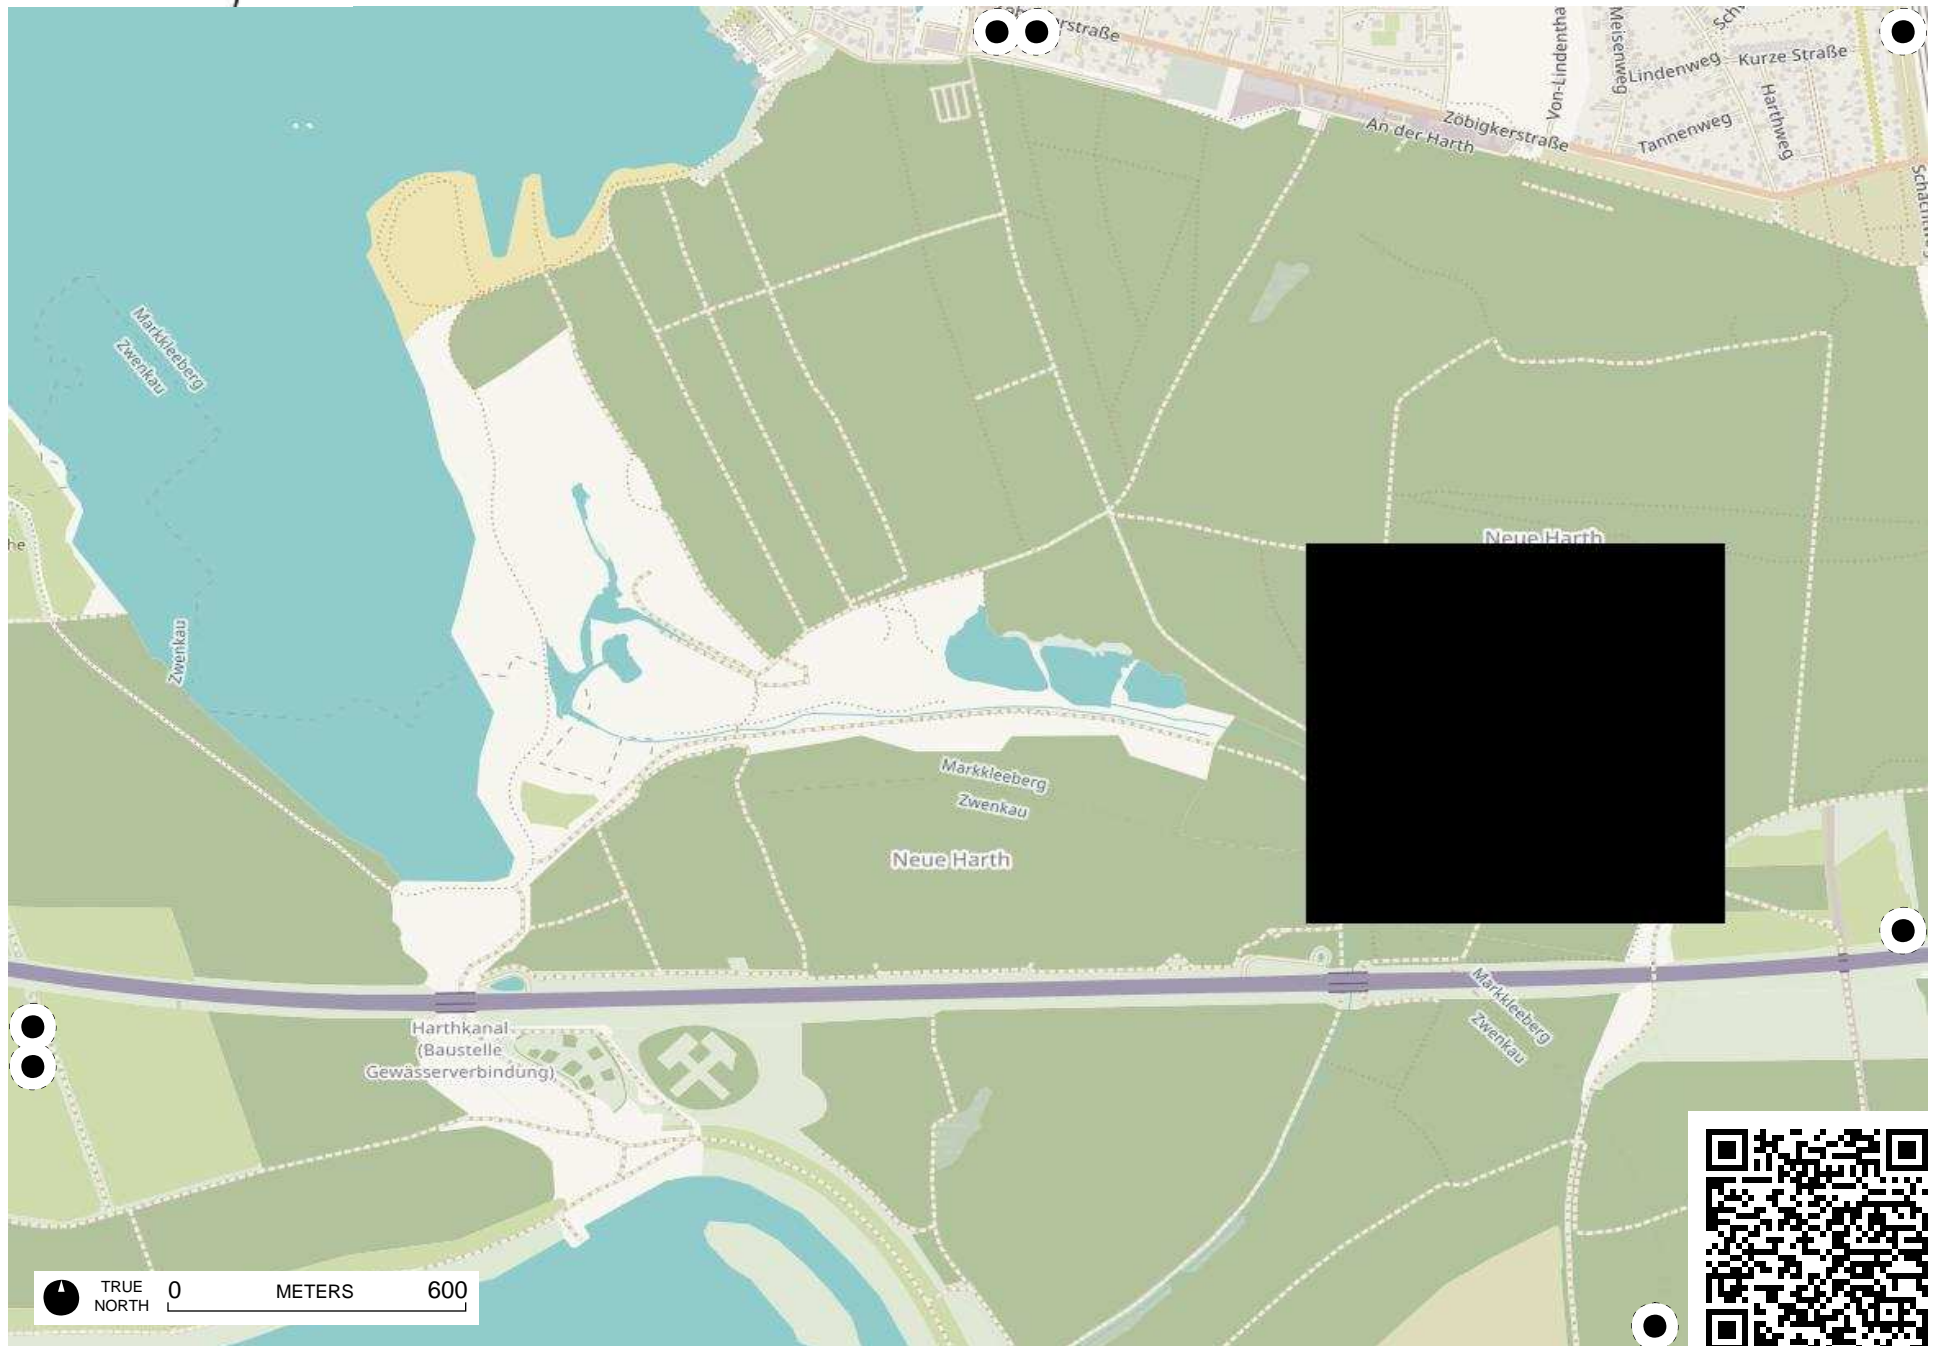 Meisenweg
Von-Lindentha
Lindenweg
Kurze Straße
Harthweg
Tannenweg
Zöbigkerstraße
An der Harth
Markkleeberg
Zwenkau
Neue Harth
he
Zwenkau
Markkleeberg
Zwenkau
Neue Harth
Markkleeberg
Zwenkau
Harthkanal
(Baustelle
Gewässerverbindung)
TRUE
NORTH
0 METERS 600